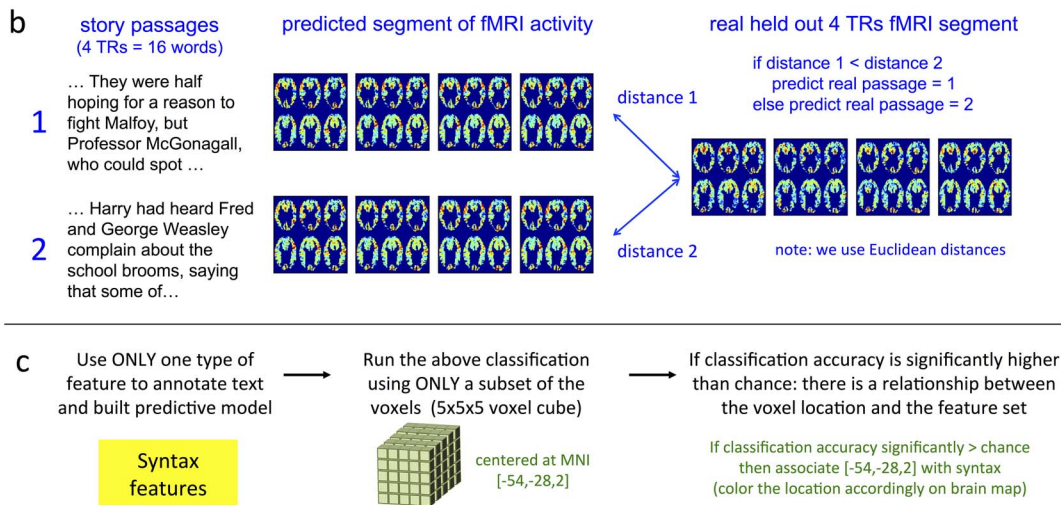 b
story passages
(4 TRs = 16 words)
predicted segment of fMRI activity
real held out 4 TRs fMRI segment
1
… They were half
hoping for a reason to
fight Malfoy, but
Professor McGonagall,
who could spot …
distance 1
if distance 1 < distance 2
predict real passage = 1
else predict real passage = 2
2
… Harry had heard Fred
and George Weasley
complain about the
school brooms, saying
that some of…
distance 2
note: we use Euclidean distances
c
Use ONLY one type of
feature to annotate text
and built predictive model
Syntax
features
Run the above classification
using ONLY a subset of the
voxels (5x5x5 voxel cube)
centered at MNI
[-54,-28,2]
If classification accuracy is significantly higher
than chance: there is a relationship between
the voxel location and the feature set
If classification accuracy significantly > chance
then associate [-54,-28,2] with syntax
(color the location accordingly on brain map)